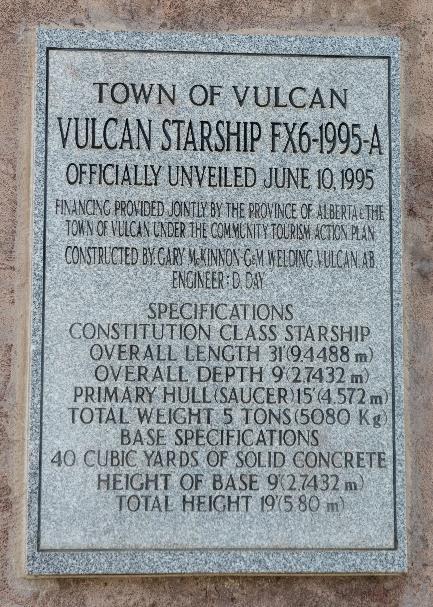 TOWN OF VULCAN
VULCAN STARSHIP FX6-1995-A
OFFICIALLY UNVEILED JUNE 10, 1995
FINANCING PROVIDED JOINTLY BY THE PROVINCE OF ALBERTA & THE
TOWN OF VULCAN UNDER THE COMMUNITY TOURISM ACTION PLAN
CONSTRUCTED BY: GARY McKINNON-G&M WELDING, VULCAN, AB.
ENGINEER: D. DAY
SPECIFICATIONS
CONSTITUTION CLASS STARSHIP
OVERALL LENGTH 31'(9.4488 m)
OVERALL DEPTH 9'(2.7432 m)
PRIMARY HULL (SAUCER) 15'(4.572 m)
TOTAL WEIGHT 5 TONS (5080 Kg)
BASE SPECIFICATIONS
40 CUBIC YARDS OF SOLID CONCRETE
HEIGHT OF BASE 9'(2.7432 m)
TOTAL HEIGHT 19'(5.80 m)